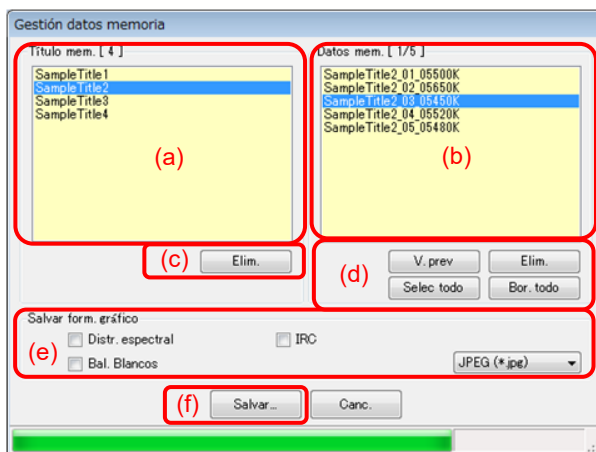 Gestión datos memoria
Título mem. [ 4 ]
SampleTitle1
SampleTitle2
SampleTitle3
SampleTitle4
(a)
Datos mem. [ 1/5 ]
SampleTitle2_01_05500K
SampleTitle2_02_05650K
SampleTitle2_03_05450K
SampleTitle2_04_05520K
SampleTitle2_05_05480K
(b)
(c) Elim.
(d) V. prev Elim.
Selec todo Bor. todo
Salvar form. gráfico
Distr. espectral IRC
(e) Bal. Blancos JPEG (*.jpg)
(f) Salvar... Canc.